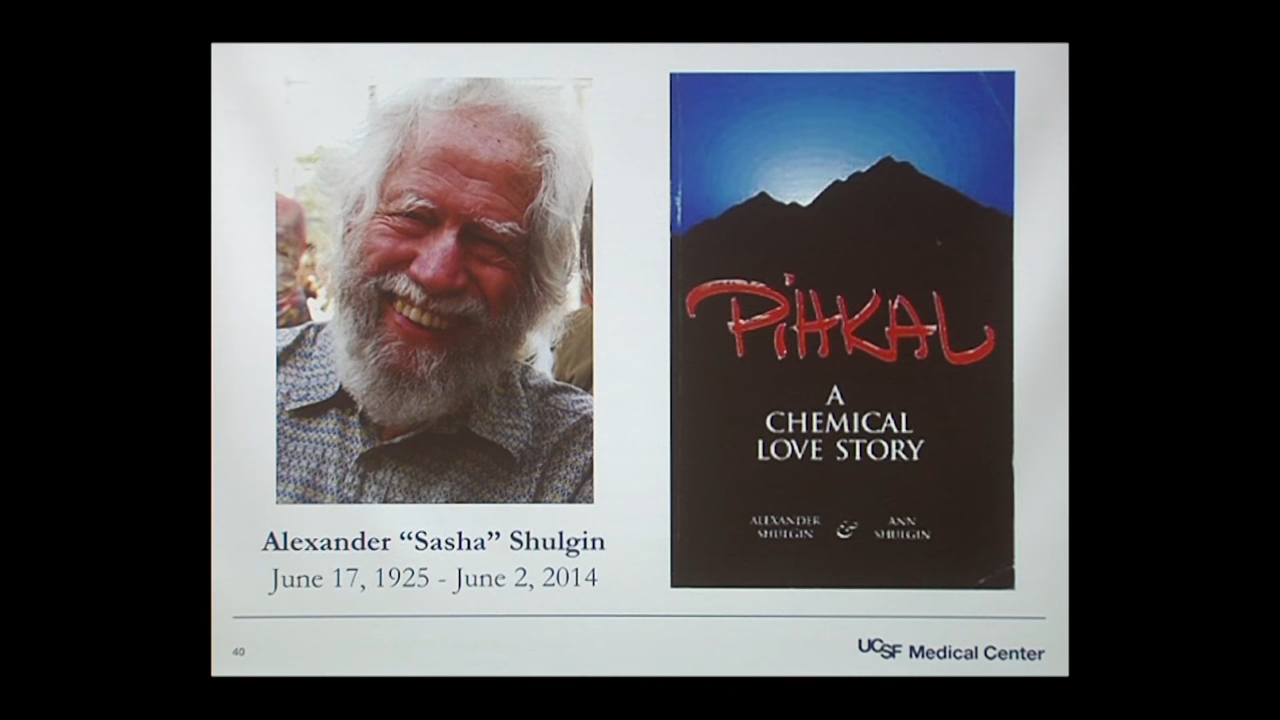 PiHKAL
A
CHEMICAL
LOVE STORY
ALEXANDER
SHULGIN
&
ANN
SHULGIN
Alexander “Sasha” Shulgin
June 17, 1925 - June 2, 2014
40
UCSF Medical Center